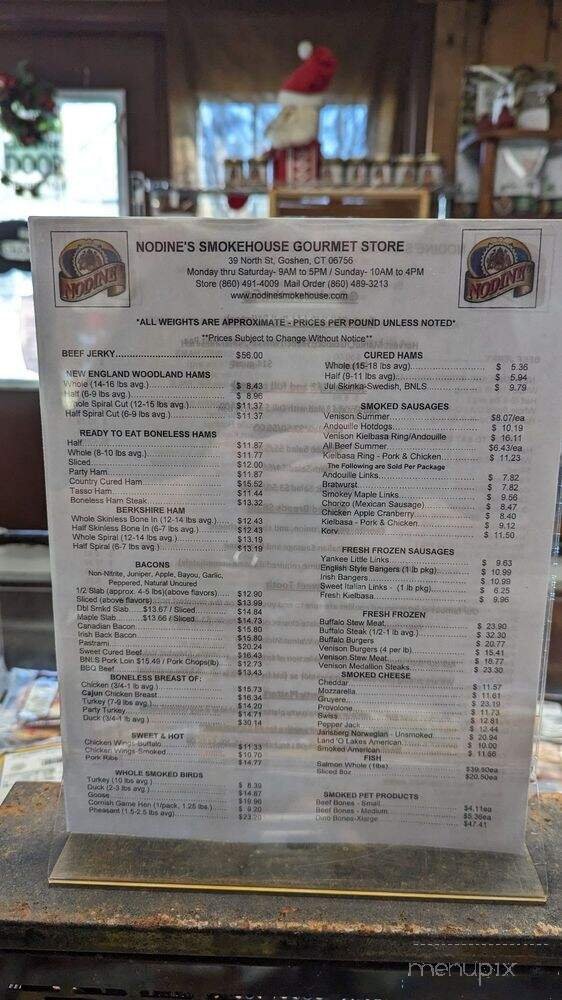 NODINE'S SMOKEHOUSE GOURMET STORE
39 North St, Goshen, CT 06756
Monday thru Saturday- 9AM to 5PM / Sunday- 10AM to 4PM
Store (860) 491-4009 Mail Order (860) 489-3213
www.nodinesmokehouse.com
NODINE'S
NODINE'S
*ALL WEIGHTS ARE APPROXIMATE - PRICES PER POUND UNLESS NOTED*
**Prices Subject to Change Without Notice**
BEEF JERKY $56.00
NEW ENGLAND WOODLAND HAMS
Whole (14-16 lbs avg.) $ 8.43
Half (6-9 lbs avg.) $ 8.96
Whole Spiral Cut (12-15 lbs avg.) $11.37
Half Spiral Cut (6-9 lbs avg.) $11.37
READY TO EAT BONELESS HAMS
Half $11.87
Whole (8-10 lbs avg.) $11.77
Sliced $12.00
Party Ham $11.87
Country Cured Ham $15.52
Tasso Ham $11.44
Boneless Ham Steak $13.32
BERKSHIRE HAM
Whole Skinless Bone In (12-14 lbs avg.) $12.43
Half Skinless Bone In (6-7 lbs avg.) $12.43
Whole Spiral (12-14 lbs avg.) $13.19
Half Spiral (6-7 lbs avg.) $13.19
BACONS
Non-Nitrite, Juniper, Apple, Bayou, Garlic,
Peppered, Natural Uncured
1/2 Slab (approx. 4-5 lbs)(above flavors) $12.90
Sliced (above flavors) $13.99
Dbl Smkd Slab $13.67 / Sliced $14.84
Maple Slab $13.66 / Sliced $14.73
Canadian Bacon $15.80
Irish Back Bacon $15.80
Pastrami $20.24
Sweet Cured Beef $16.43
BNLS Pork Loin $15.49 / Pork Chops(lb) $12.73
BBQ Beef $13.43
BONELESS BREAST OF:
Chicken (3/4-1 lb avg.) $15.73
Cajun Chicken Breast $16.34
Turkey (7-9 lbs avg.) $14.20
Party Turkey $14.71
Duck (3/4-1 lb avg.) $30.14
SWEET & HOT
Chicken Wings-Buffalo $11.33
Chicken Wings-Smoked $10.70
Pork Ribs $14.77
WHOLE SMOKED BIRDS
Turkey (10 lbs avg.) $ 8.39
Duck (2-3 lbs avg.) $14.87
Goose $19.96
Cornish Game Hen (1/pack, 1.25 lbs.) $ 9.20
Pheasant (1.5-2.5 lbs avg.) $23.20
CURED HAMS
Whole (15-18 lbs avg) $ 5.36
Half (9-11 lbs avg) $ 5.94
Jul Skinka-Swedish, BNLS $ 9.79
SMOKED SAUSAGES
Venison Summer $8.07/ea
Andouille Hotdogs $ 10.19
Venison Kielbasa Ring/Andouille $ 16.11
All Beef Summer $6.43/ea
Kielbasa Ring - Pork & Chicken $ 11.23
The Following are Sold Per Package
Andouille Links $ 7.82
Bratwurst $ 7.82
Smokey Maple Links $ 9.56
Chorizo (Mexican Sausage) $ 8.47
Chicken Apple Cranberry $ 8.40
Kielbasa - Pork & Chicken $ 9.12
Korv $ 11.50
FRESH FROZEN SAUSAGES
Yankee Little Links $ 9.63
English Style Bangers (1 lb pkg) $ 10.99
Irish Bangers $ 10.99
Sweet Italian Links - (1 lb pkg) $ 6.25
Fresh Kielbasa $ 9.96
FRESH FROZEN
Buffalo Stew Meat $ 23.90
Buffalo Steak (1/2-1 lb avg.) $ 32.30
Buffalo Burgers $ 20.77
Venison Burgers (4 per lb) $ 15.41
Venison Stew Meat $ 18.77
Venison Medallion Steaks $ 23.30
SMOKED CHEESE
Cheddar $ 11.57
Mozzarella $ 11.61
Gruyere $ 23.19
Provolone $ 11.73
Swiss $ 12.81
Pepper Jack $ 12.44
Jarlsberg Norwegian - Unsmoked $ 20.94
Land 'O Lakes American $ 10.00
Smoked American $ 11.66
FISH
Salmon Whole (1lbs) $39.50ea
Sliced 8oz $20.50ea
SMOKED PET PRODUCTS
Beef Bones - Small $4.11ea
Beef Bones - Medium $5.36ea
Dino Bones-Xlarge $47.41
menupix